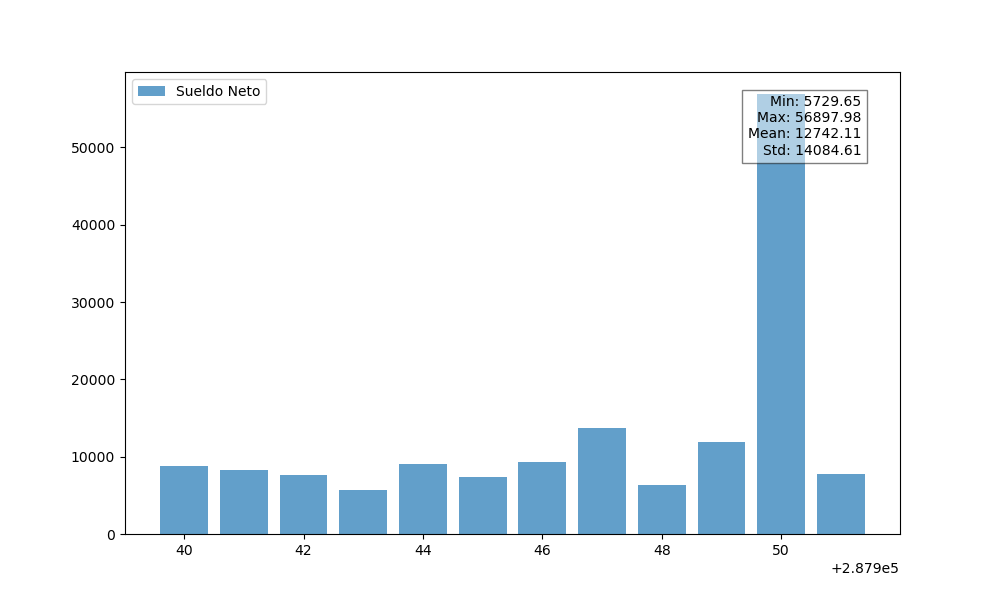 Sueldo Neto
Min: 5729.65
Max: 56897.98
Mean: 12742.11
Std: 14084.61
50000
40000
30000
20000
10000
0
40 42 44 46 48 50
+2.879e5